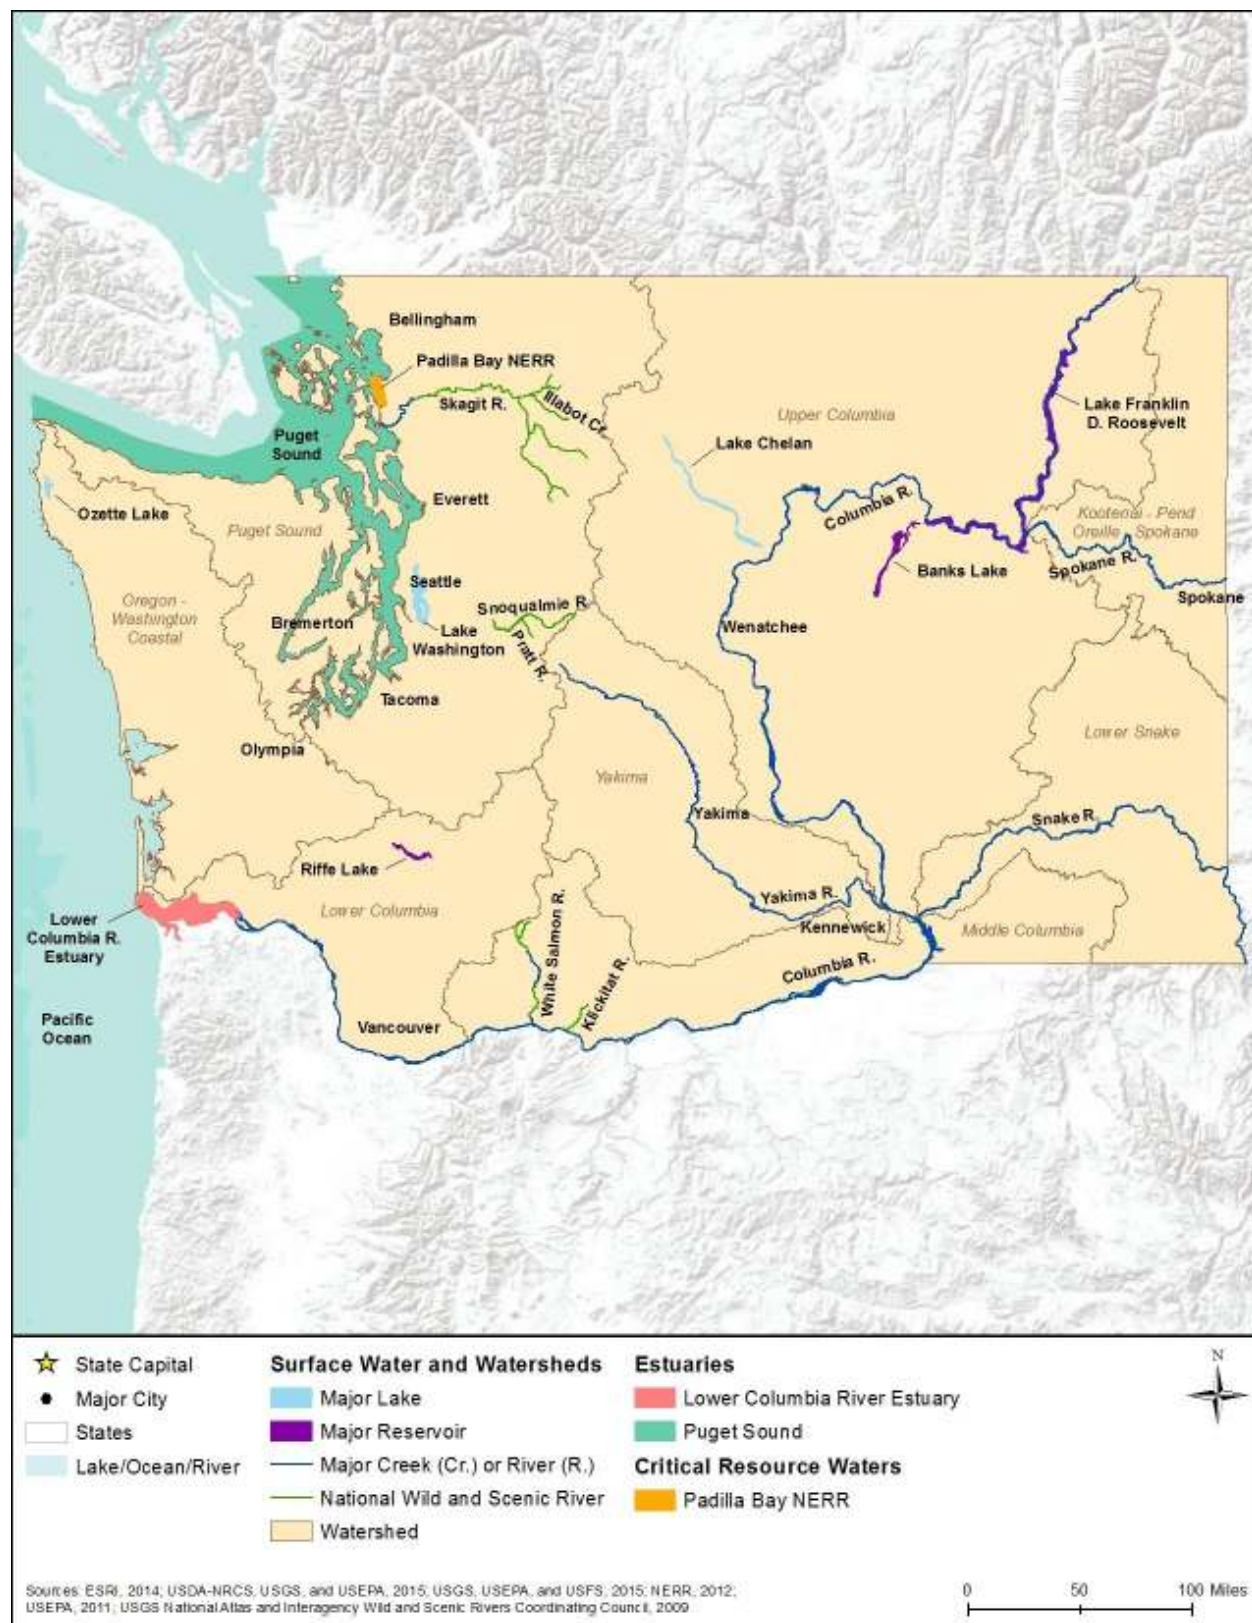 Bellingham
Padilla Bay NERR
Skagit R.
Illabot Cr.
Puget
Sound
Upper Columbia
Lake Chelan
Lake Franklin
D. Roosevelt
Everett
Columbia R.
Ozette Lake
Puget Sound
Kootenai - Pend
Oreille - Spokane
Banks Lake
Spokane R.
Spokane
Seattle
Oregon -
Washington
Coastal
Bremerton
Snoqualmie R.
Lake
Washington
Pratt R.
Wenatchee
Tacoma
Olympia
Lower Snake
Yakima
Yakima
Snake R.
Riffe Lake
Lower Columbia
White Salmon R.
Yakima R.
Kennewick
Middle Columbia
Lower
Columbia R.
Estuary
Klickitat R.
Columbia R.
Pacific
Ocean
Vancouver
State Capital
Major City
States
Lake/Ocean/River
Surface Water and Watersheds
Major Lake
Major Reservoir
Major Creek (Cr.) or River (R.)
National Wild and Scenic River
Watershed
Estuaries
Lower Columbia River Estuary
Puget Sound
Critical Resource Waters
Padilla Bay NERR
N
Sources: ESRI, 2014; USDA-NRCS, USGS, and USEPA, 2015; USGS, USEPA, and USFS, 2015; NERR, 2012;
USEPA, 2011; USGS National Atlas and Interagency Wild and Scenic Rivers Coordinating Council, 2009
0 50 100 Miles